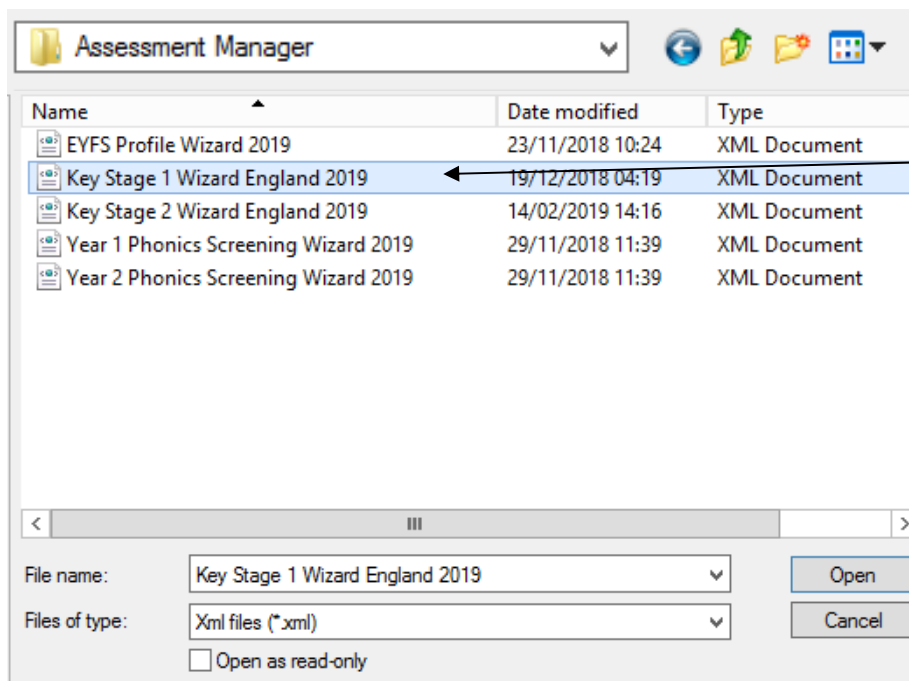 Assessment Manager
Name Date modified Type
EYFS Profile Wizard 2019 23/11/2018 10:24 XML Document
Key Stage 1 Wizard England 2019 19/12/2018 04:19 XML Document
Key Stage 2 Wizard England 2019 14/02/2019 14:16 XML Document
Year 1 Phonics Screening Wizard 2019 29/11/2018 11:39 XML Document
Year 2 Phonics Screening Wizard 2019 29/11/2018 11:39 XML Document
File name: Key Stage 1 Wizard England 2019 Open
Files of type: Xml files (*.xml) Cancel
Open as read-only